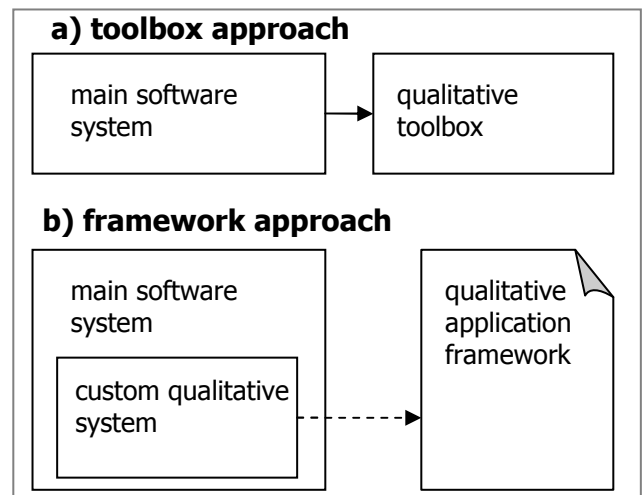 a) toolbox approach
main software
system
qualitative
toolbox
b) framework approach
main software
system
custom qualitative
system
qualitative
application
framework